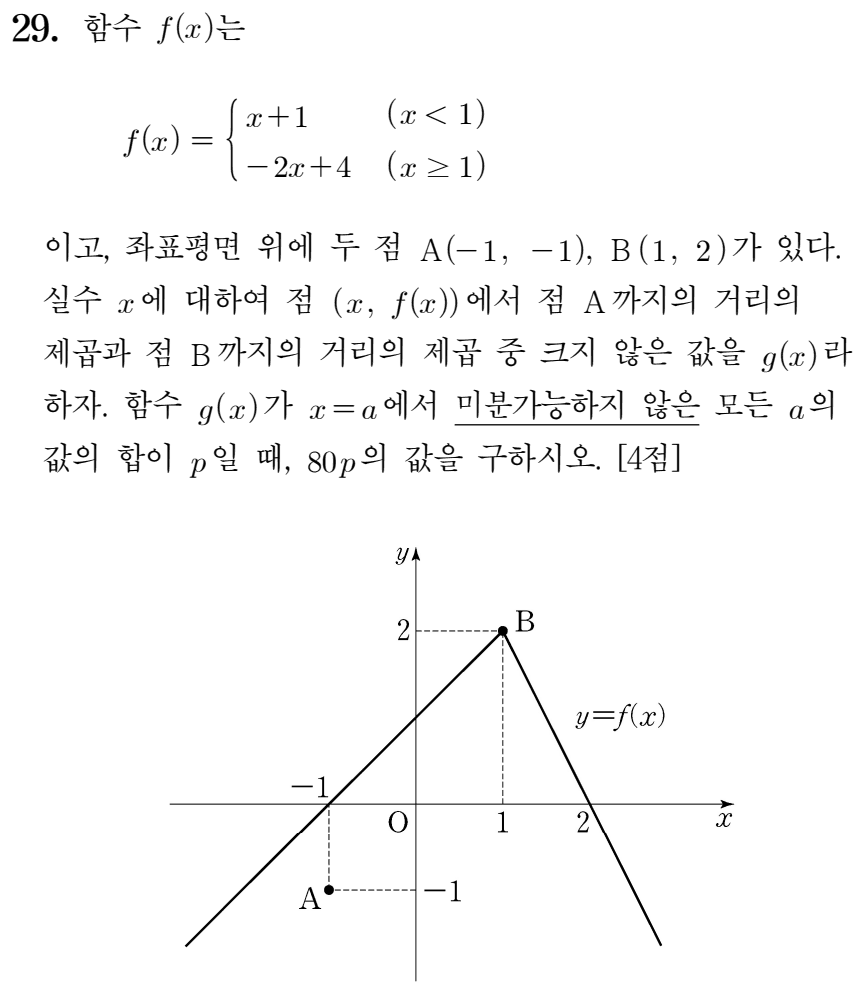 29. 함수 f(x)는
f(x) = { x+1 (x < 1)
-2x+4 (x ≥ 1)
이고, 좌표평면 위에 두 점 A(-1, -1), B(1, 2)가 있다.
실수 x에 대하여 점 (x, f(x))에서 점 A까지의 거리의
제곱과 점 B까지의 거리의 제곱 중 크지 않은 값을 g(x)라
하자. 함수 g(x)가 x=a에서 미분가능하지 않은 모든 a의
값의 합이 p일 때, 80p의 값을 구하시오. [4점]
y
2
B
y=f(x)
-1
O
1
2
x
A
-1